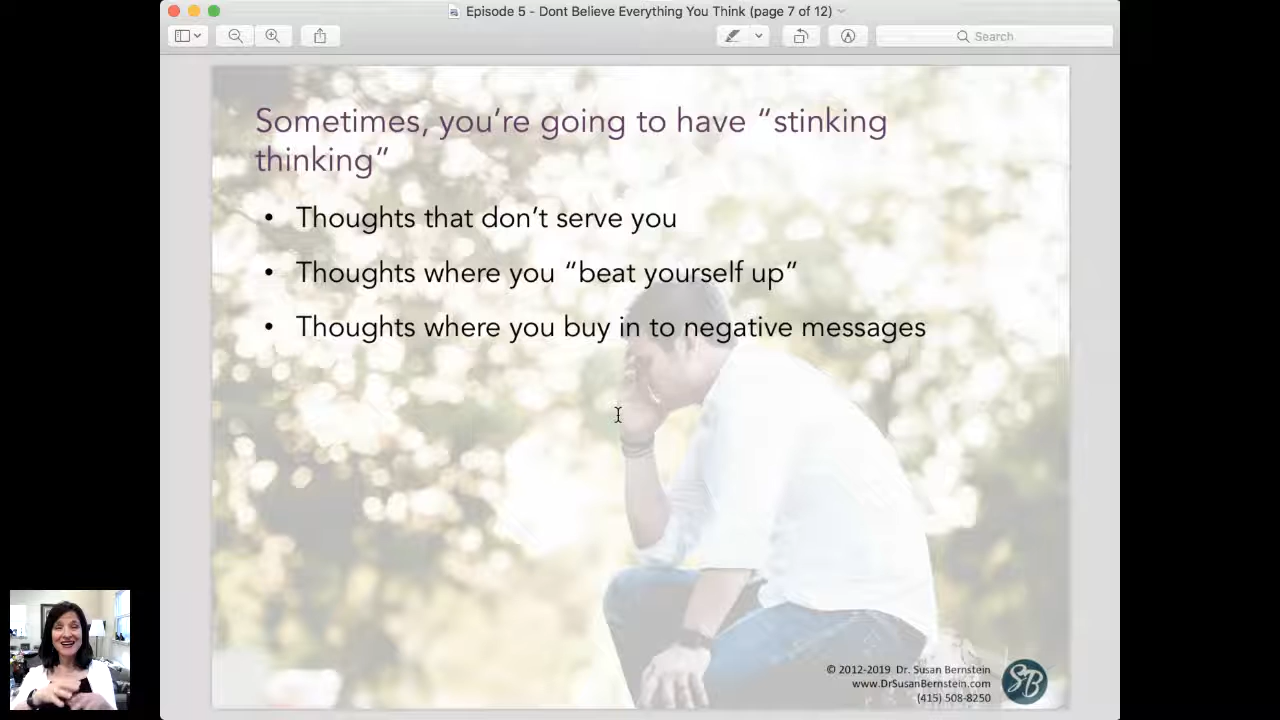 Episode 5 - Dont Believe Everything You Think (page 7 of 12)
Search
Sometimes, you’re going to have “stinking
thinking”
• Thoughts that don’t serve you
• Thoughts where you “beat yourself up”
• Thoughts where you buy in to negative messages
© 2012-2019 Dr. Susan Bernstein
www.DrSusanBernstein.com
(415) 508-8250
SB